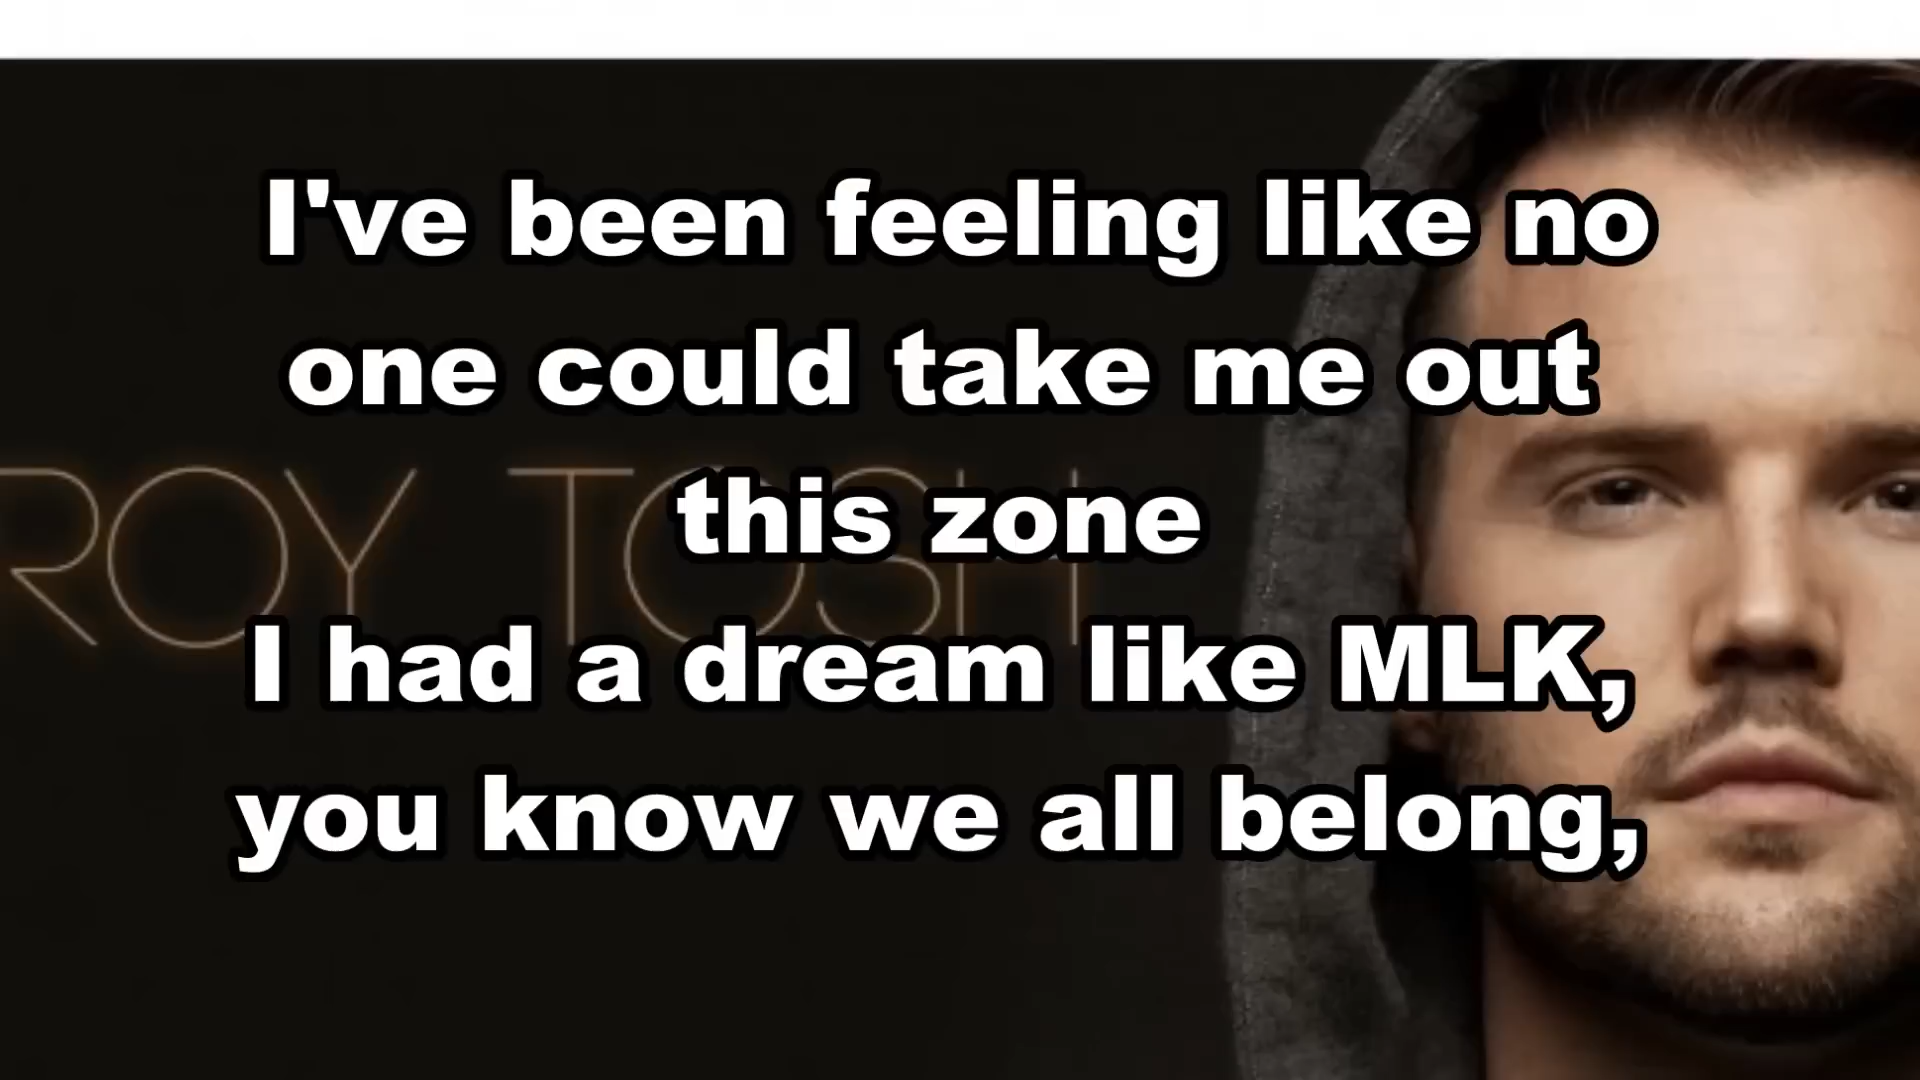 I've been feeling like no
one could take me out
ROY TOSH
this zone
I had a dream like MLK,
you know we all belong,